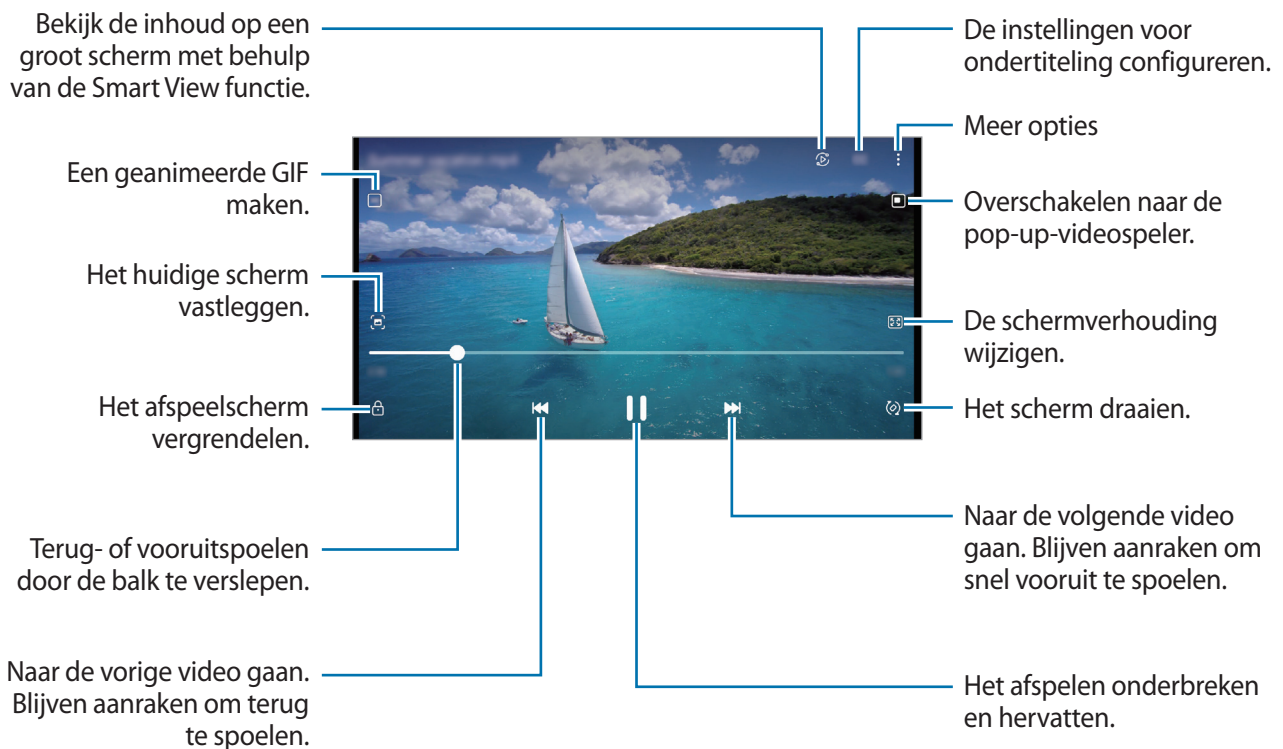 Bekijk de inhoud op een
groot scherm met behulp
van de Smart View functie.
De instellingen voor
ondertiteling configureren.
Meer opties
Een geanimeerde GIF
maken.
Overschakelen naar de
pop-up-videospeler.
Het huidige scherm
vastleggen.
De schermverhouding
wijzigen.
Het afspeelscherm
vergrendelen.
Het scherm draaien.
Terug- of vooruitspoelen
door de balk te verslepen.
Naar de volgende video
gaan. Blijven aanraken om
snel vooruit te spoelen.
Naar de vorige video gaan.
Blijven aanraken om terug
te spoelen.
Het afspelen onderbreken
en hervatten.